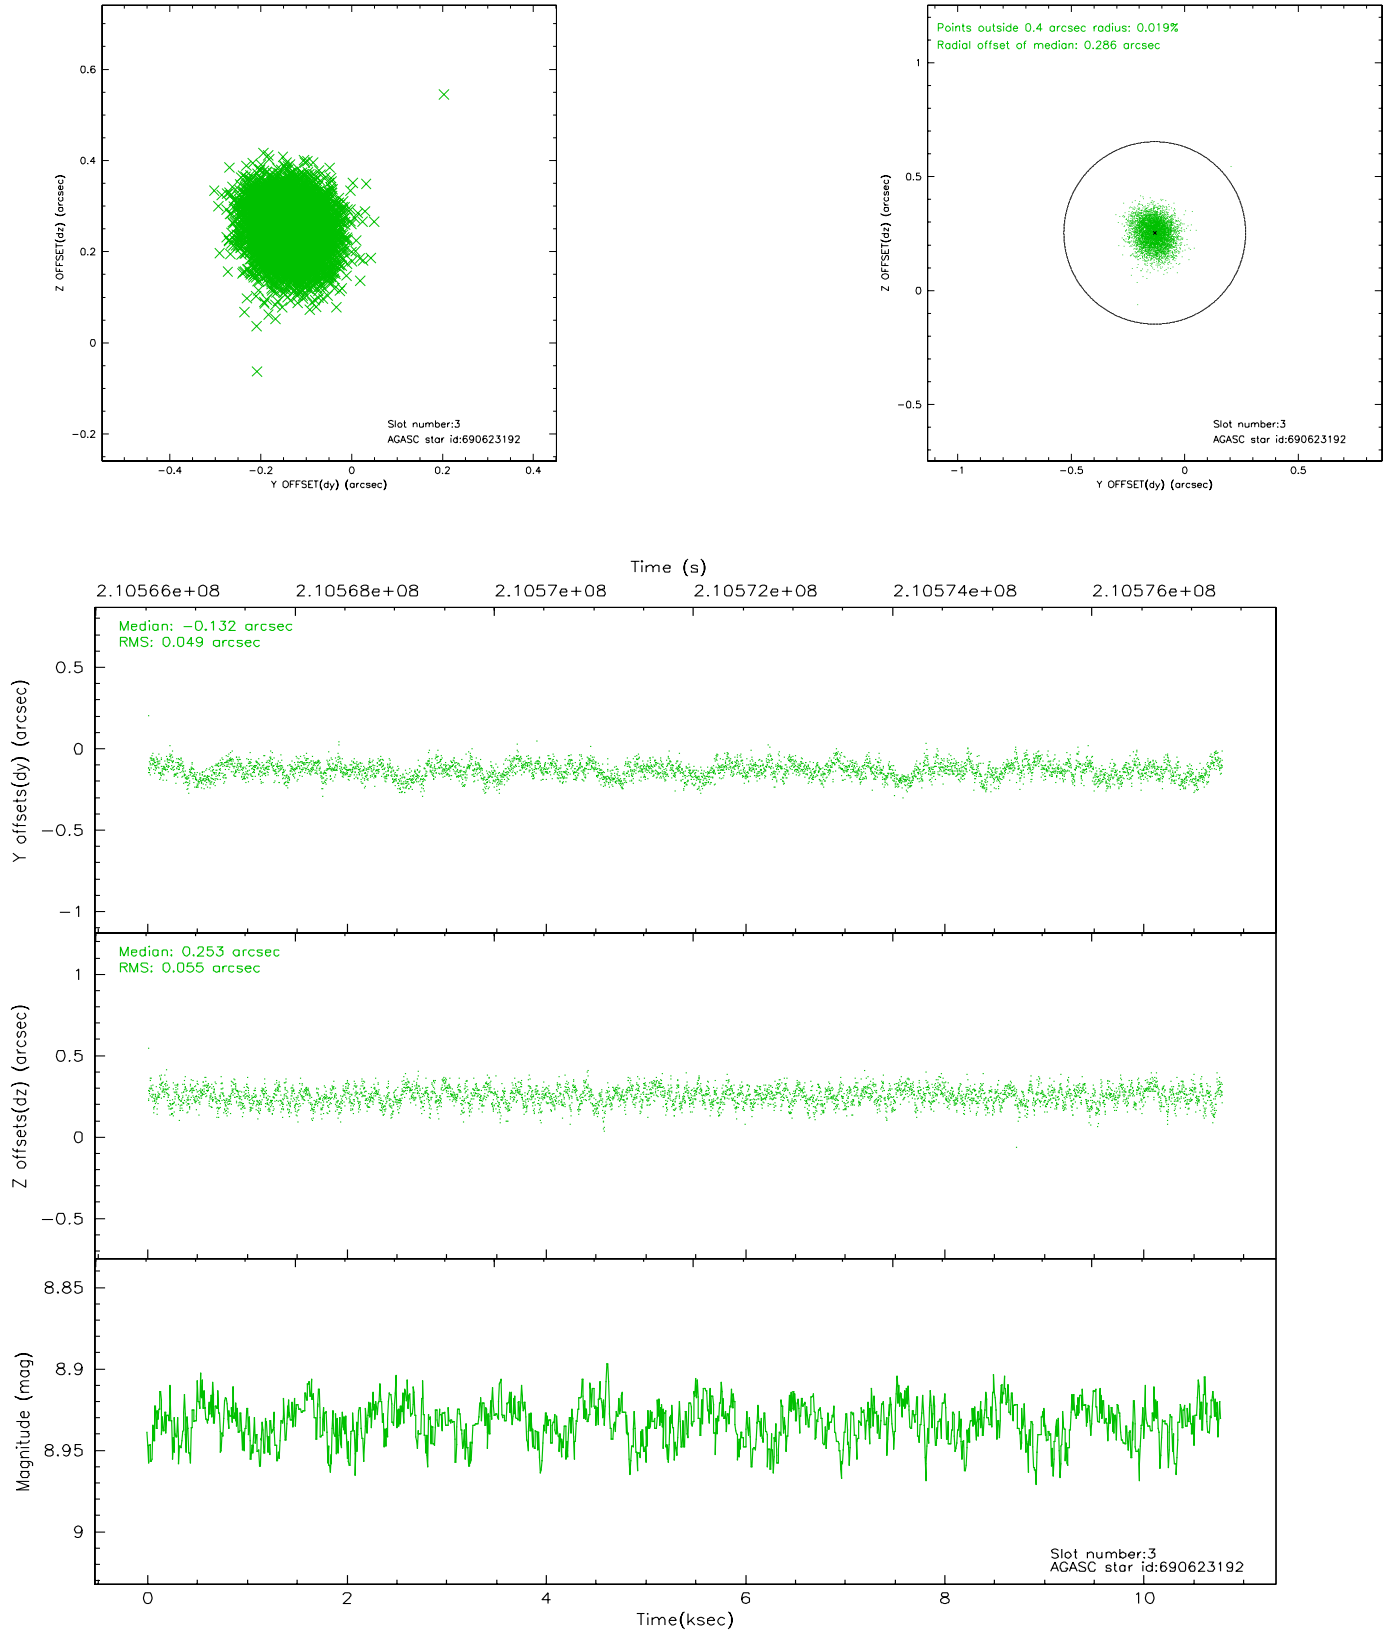 0.6
0.4
0.2
0
−0.2
Z OFFSET(dz) (arcsec)
Slot number:3
AGASC star id:690623192
−0.4 −0.2 0 0.2 0.4
Y OFFSET(dy) (arcsec)
Points outside 0.4 arcsec radius: 0.019%
Radial offset of median: 0.286 arcsec
1
0.5
0
−0.5
Z OFFSET(dz) (arcsec)
Slot number:3
AGASC star id:690623192
−1 −0.5 0 0.5
Y OFFSET(dy) (arcsec)
Time (s)
2.10566e+08 2.10568e+08 2.1057e+08 2.10572e+08 2.10574e+08 2.10576e+08
Median: −0.132 arcsec
RMS: 0.049 arcsec
0.5
0
−0.5
−1
Y offsets(dy) (arcsec)
Median: 0.253 arcsec
RMS: 0.055 arcsec
1
0.5
0
−0.5
Z offsets(dz) (arcsec)
8.85
8.9
8.95
9
Magnitude (mag)
Slot number:3
AGASC star id:690623192
0 2 4 6 8 10
Time(ksec)